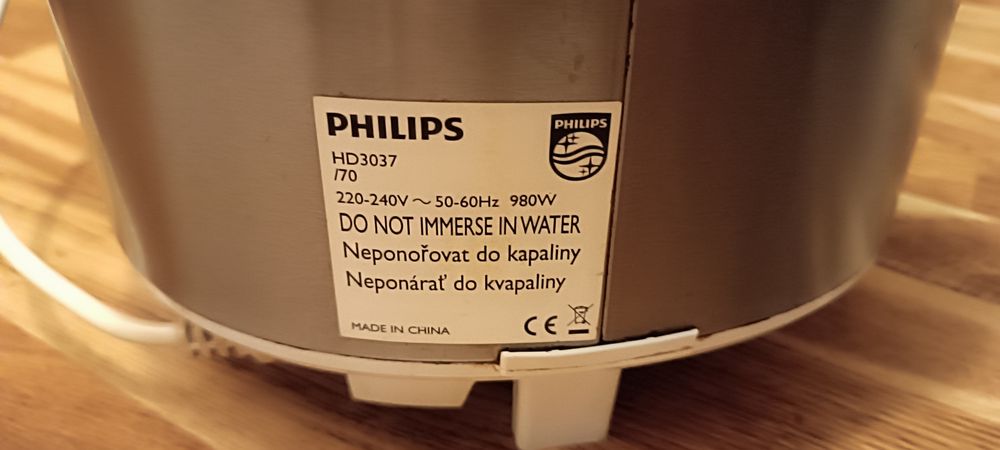 PHILIPS
PHILIPS
HD3037
/70
220-240V ~ 50-60Hz 980W
DO NOT IMMERSE IN WATER
Neponořovat do kapaliny
Neponárať do kvapaliny
MADE IN CHINA
CE